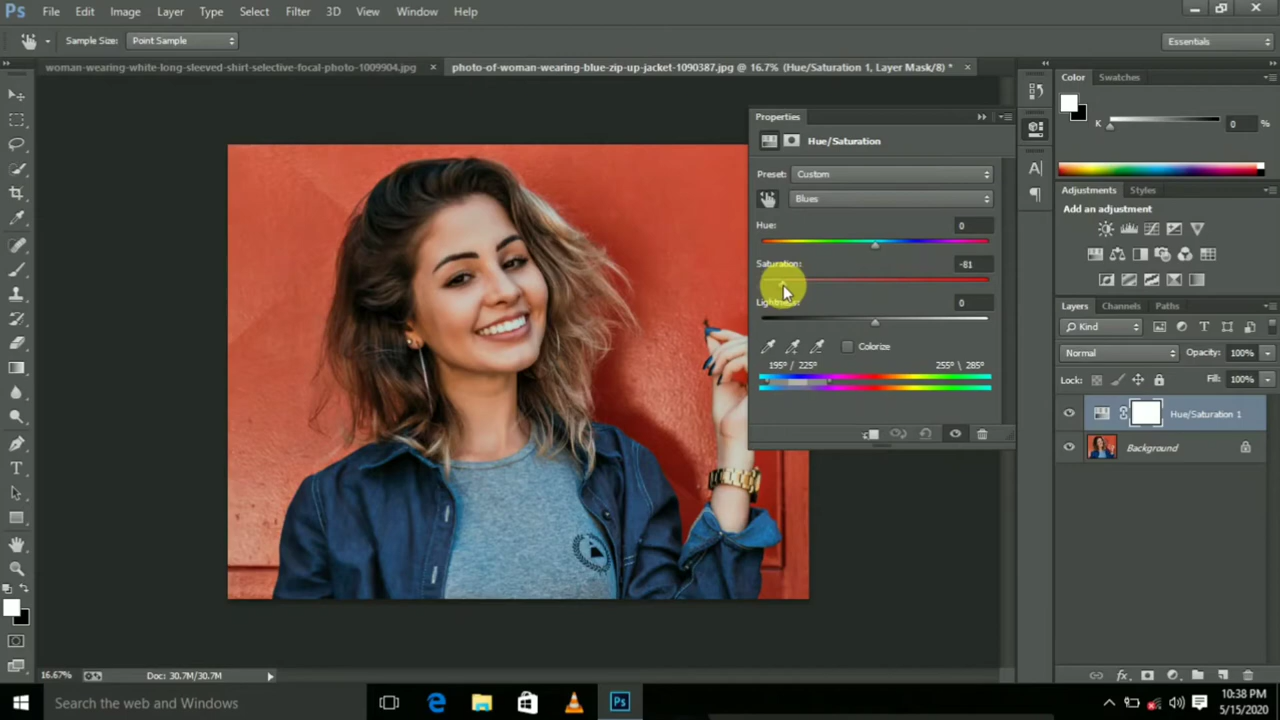 Ps File Edit Image Layer Type Select Filter 3D View Window Help
Sample Size: Point Sample Essentials
woman-wearing-white-long-sleeved-shirt-selective-focal-photo-1009904.jpg × photo-of-woman-wearing-blue-zip-up-jacket-1090387.jpg @ 16.7% (Hue/Saturation 1, Layer Mask/8) * ×
Properties
Hue/Saturation
Preset: Custom
Blues
Hue: 0
Saturation: -81
Lightness: 0
Colorize
195° / 225° 255° \ 285°
Color Swatches
K 0 %
Adjustments Styles
Add an adjustment
Layers Channels Paths
Kind
Normal Opacity: 100%
Lock: Fill: 100%
Hue/Saturation 1
Background
16.67% Doc: 30.7M/30.7M
Search the web and Windows
Ps
10:38 PM
5/15/2020